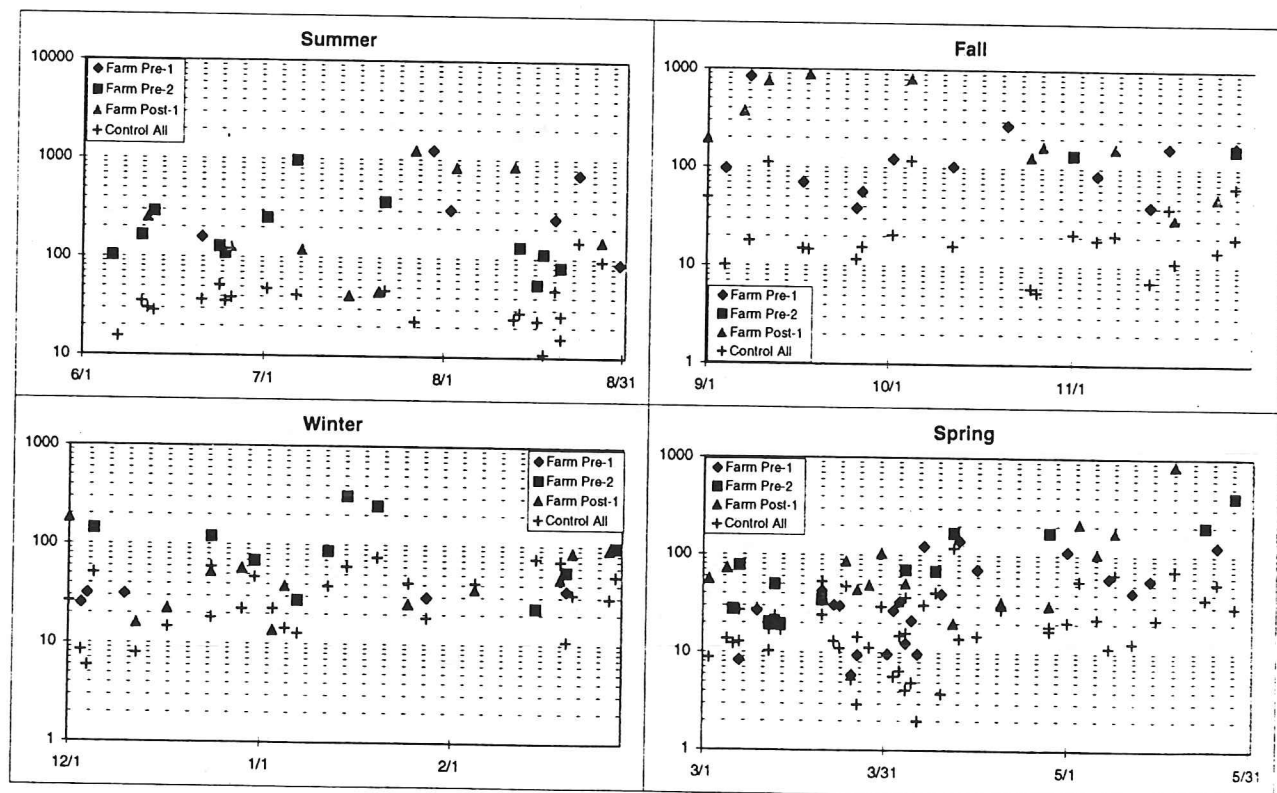 Summer
10000
1000
100
10
Farm Pre-1
Farm Pre-2
Farm Post-1
Control All
6/1 7/1 8/1 8/31
Fall
1000
100
10
1
Farm Pre-1
Farm Pre-2
Farm Post-1
Control All
9/1 10/1 11/1
Winter
1000
100
10
1
Farm Pre-1
Farm Pre-2
Farm Post-1
Control All
12/1 1/1 2/1
Spring
1000
100
10
1
Farm Pre-1
Farm Pre-2
Farm Post-1
Control All
3/1 3/31 5/1 5/31